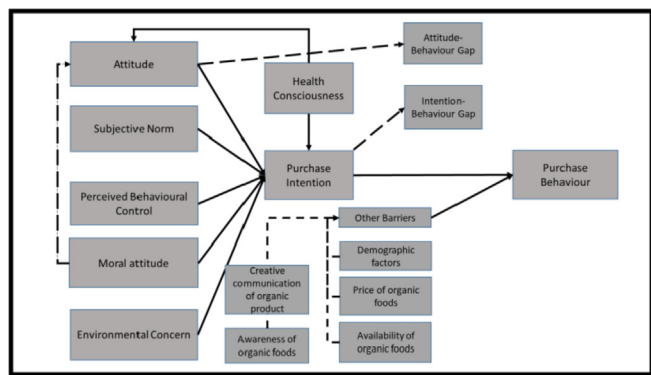 Attitude
Attitude-
Behaviour Gap
Health
Consciousness
Intention-
Behaviour Gap
Subjective Norm
Purchase
Intention
Purchase
Behaviour
Perceived Behavioural
Control
Other Barriers
Moral attitude
Demographic
factors
Creative
communication
of organic
product
Price of organic
foods
Environmental Concern
Awareness of
organic foods
Availability of
organic foods